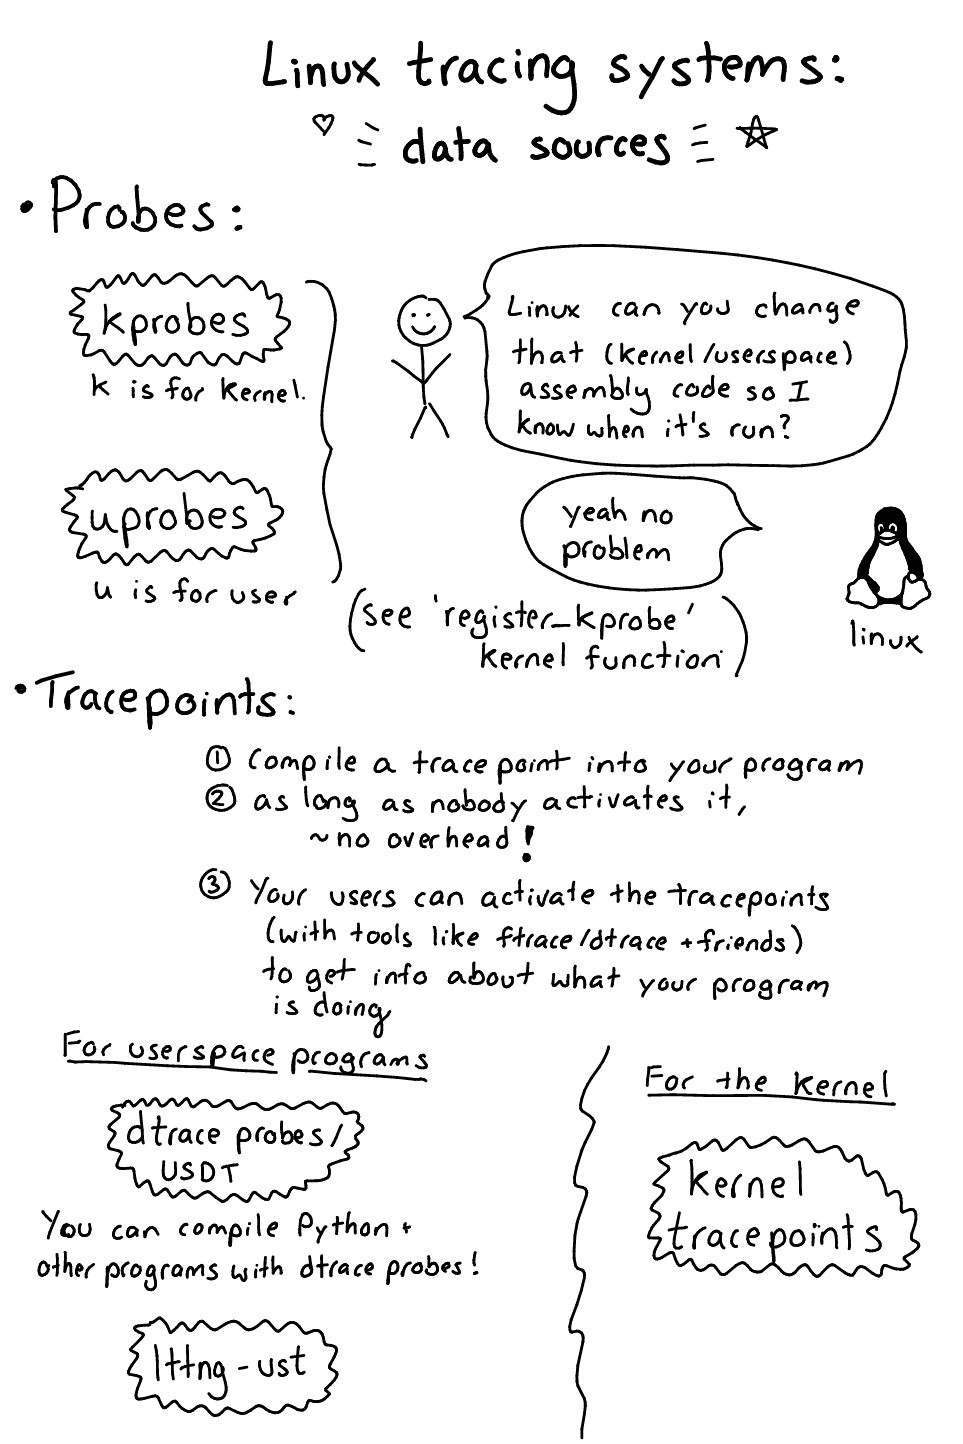 Linux tracing systems:
data sources
• Probes:
kprobes
k is for kernel.
uprobes
u is for user
Linux can you change
that (kernel/userspace)
assembly code so I
know when it's run?
yeah no
problem
linux
(see 'register_kprobe'
kernel function)
• Tracepoints:
① Compile a tracepoint into your program
② as long as nobody activates it,
~no overhead!
③ Your users can activate the tracepoints
(with tools like ftrace/dtrace + friends)
to get info about what your program
is doing
For userspace programs
dtrace probes/
USDT
You can compile Python +
other programs with dtrace probes!
lttng-ust
For the kernel
kernel
tracepoints